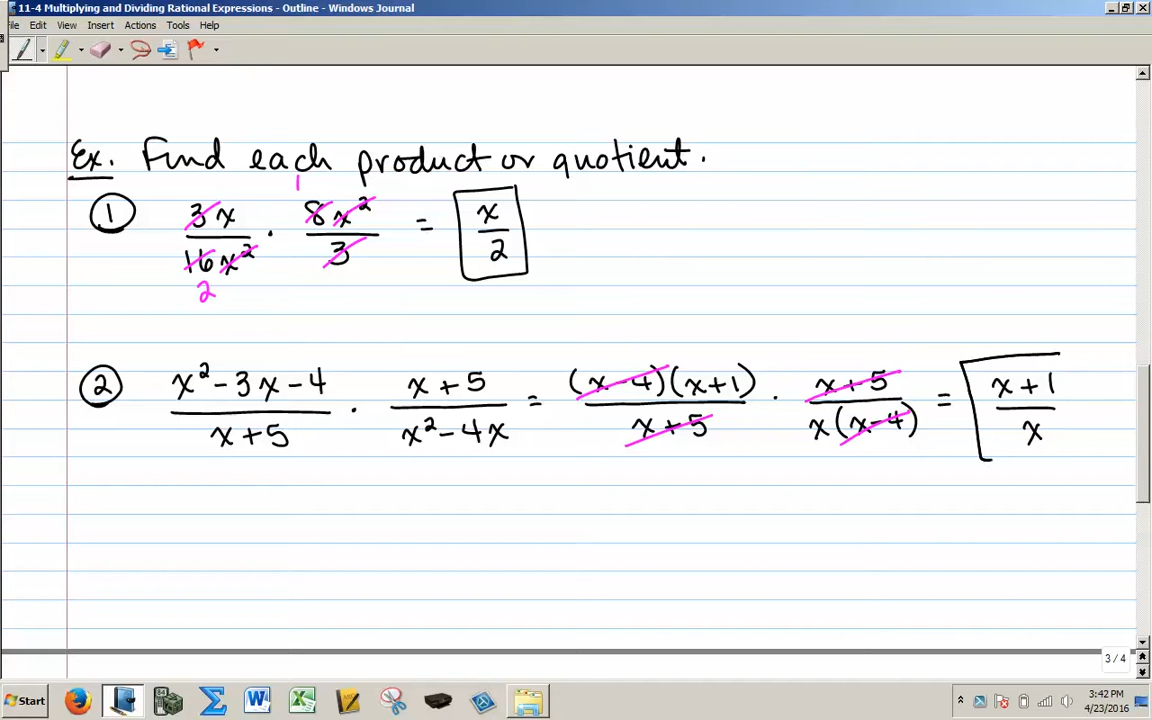 11-4 Multiplying and Dividing Rational Expressions - Outline - Windows Journal
File Edit View Insert Actions Tools Help
Ex. Find each product or quotient.
① 3x/16x² · 8x²/3 = x/2
1
2
② (x² - 3x - 4)/(x + 5) · (x + 5)/(x² - 4x) = (x - 4)(x + 1)/(x + 5) · (x + 5)/(x(x - 4)) = (x + 1)/x
3 / 4
Start
3:42 PM
4/23/2016